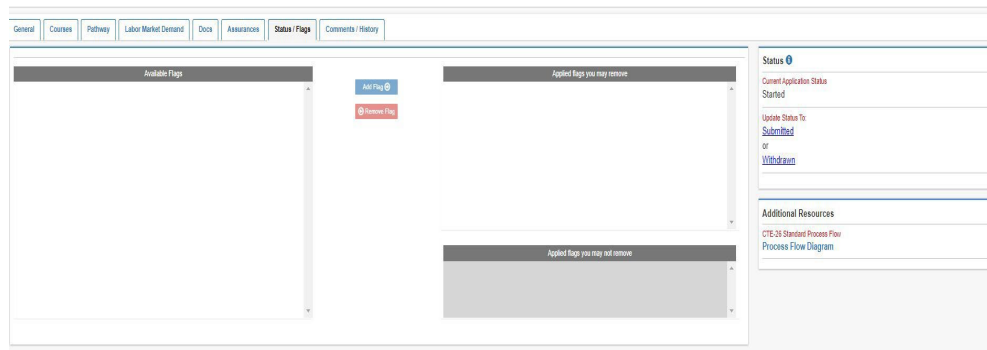 General Courses Pathway Labor Market Demand Docs Assurances Status / Flags Comments / History
Available Flags
Add Flag
Remove Flag
Applied flags you may remove
Applied flags you may not remove
Status
Current Application Status
Started
Update Status To:
Submitted
or
Withdrawn
Additional Resources
CTE-26 Standard Process Flow
Process Flow Diagram